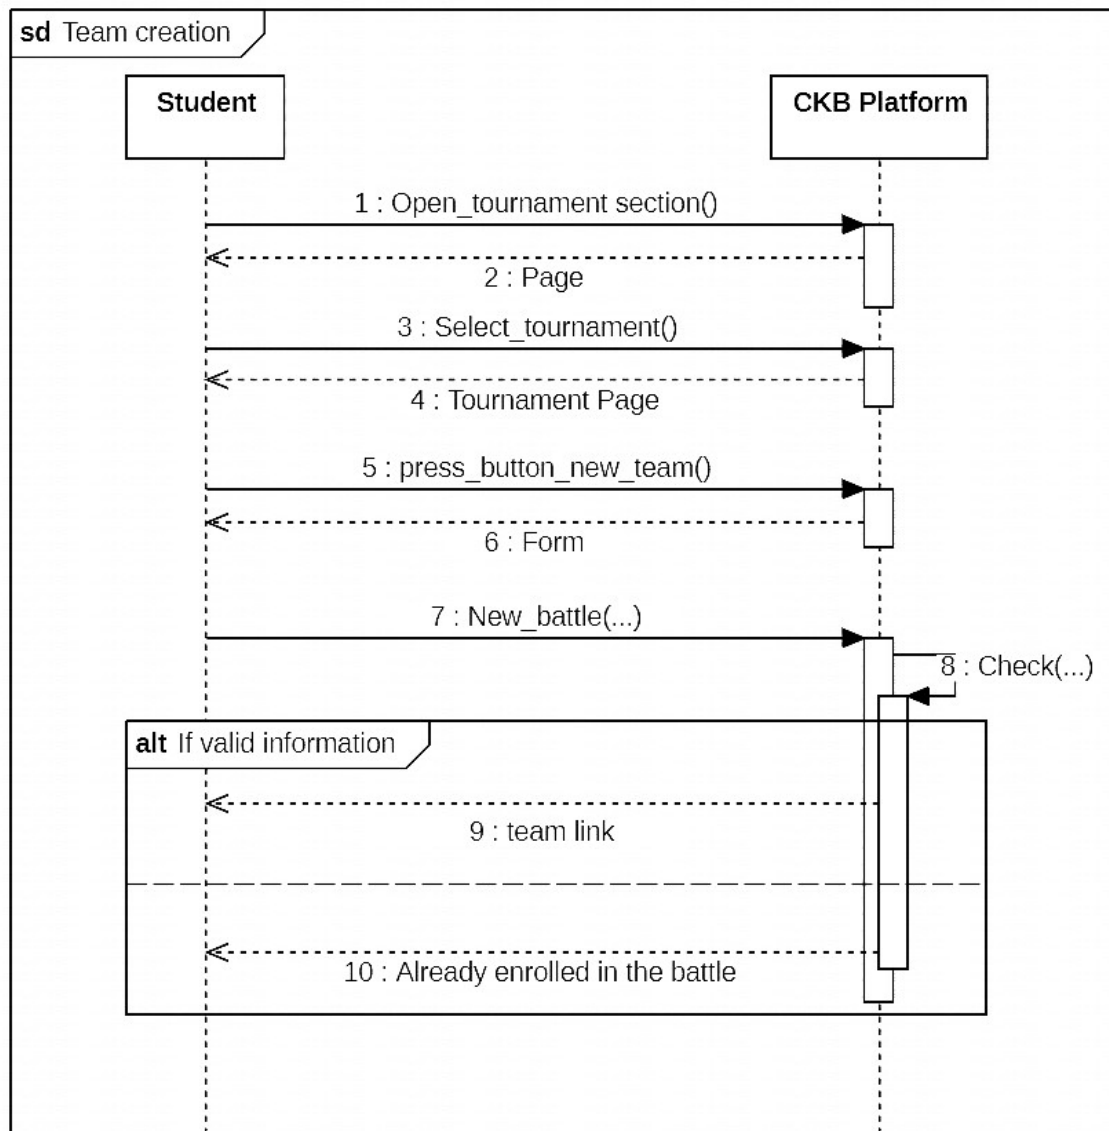 sd Team creation
Student
CKB Platform
1 : Open_tournament section()
2 : Page
3 : Select_tournament()
4 : Tournament Page
5 : press_button_new_team()
6 : Form
7 : New_battle(...)
8 : Check(...)
alt If valid information
9 : team link
10 : Already enrolled in the battle